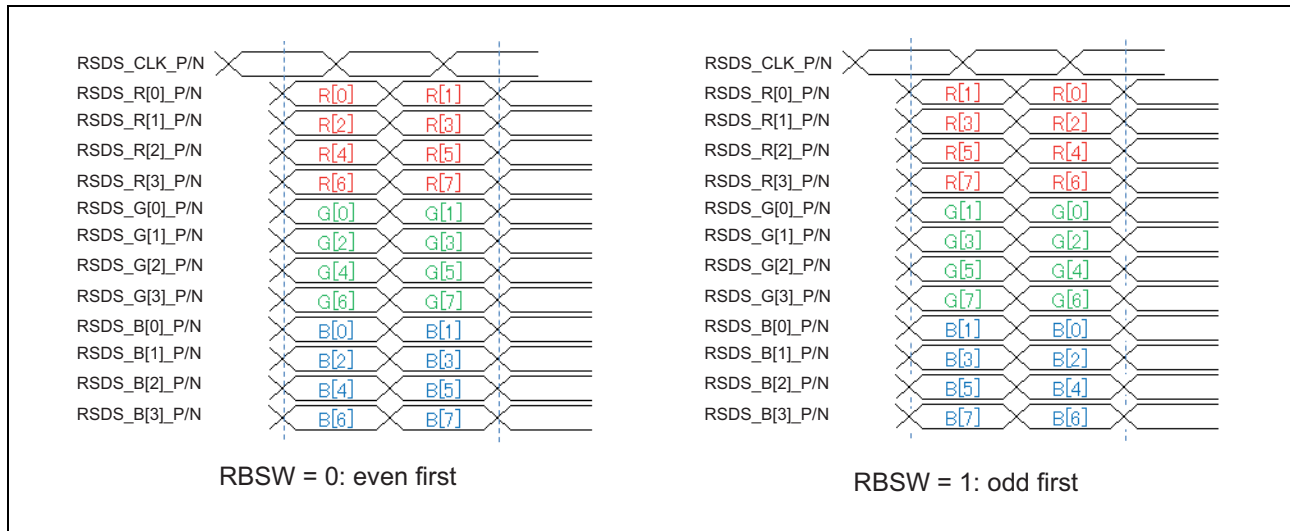 RSDS_CLK_P/N
RSDS_R[0]_P/N R[0] R[1]
RSDS_R[1]_P/N R[2] R[3]
RSDS_R[2]_P/N R[4] R[5]
RSDS_R[3]_P/N R[6] R[7]
RSDS_G[0]_P/N G[0] G[1]
RSDS_G[1]_P/N G[2] G[3]
RSDS_G[2]_P/N G[4] G[5]
RSDS_G[3]_P/N G[6] G[7]
RSDS_B[0]_P/N B[0] B[1]
RSDS_B[1]_P/N B[2] B[3]
RSDS_B[2]_P/N B[4] B[5]
RSDS_B[3]_P/N B[6] B[7]
RBSW = 0: even first
RSDS_CLK_P/N
RSDS_R[0]_P/N R[1] R[0]
RSDS_R[1]_P/N R[3] R[2]
RSDS_R[2]_P/N R[5] R[4]
RSDS_R[3]_P/N R[7] R[6]
RSDS_G[0]_P/N G[1] G[0]
RSDS_G[1]_P/N G[3] G[2]
RSDS_G[2]_P/N G[5] G[4]
RSDS_G[3]_P/N G[7] G[6]
RSDS_B[0]_P/N B[1] B[0]
RSDS_B[1]_P/N B[3] B[2]
RSDS_B[2]_P/N B[5] B[4]
RSDS_B[3]_P/N B[7] B[6]
RBSW = 1: odd first